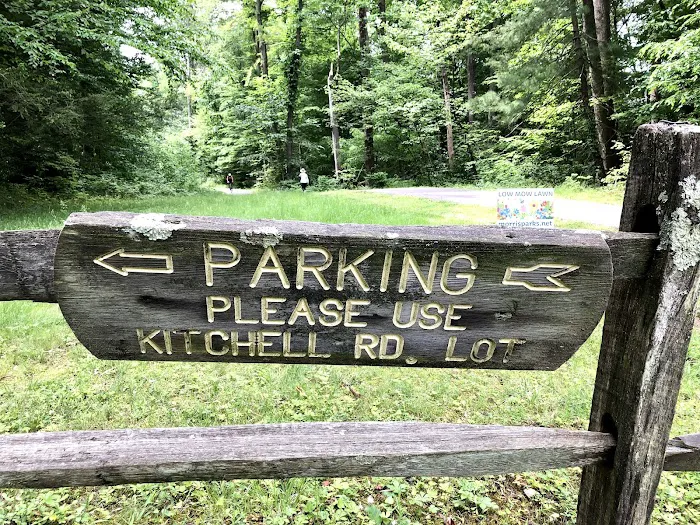 LOW MOW LAWN
morrisparks.net
PARKING
PLEASE USE
KITCHELL RD. LOT